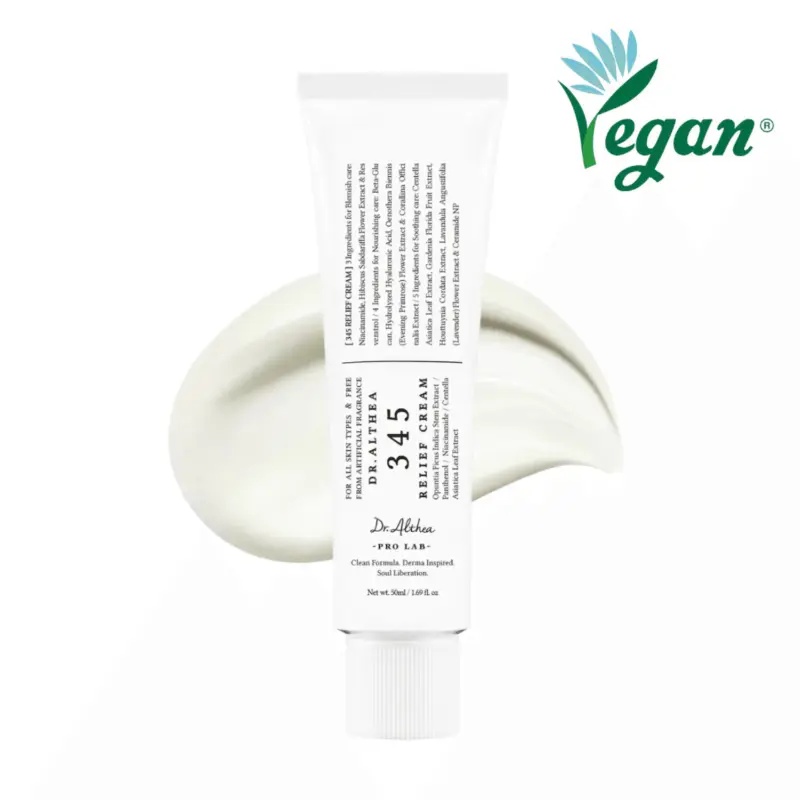 Vegan®
[ 345 RELIEF CREAM ] 3 Ingredients for Blemish care:
Niacinamide, Hibiscus Sabdariffa Flower Extract & Res
veratrol / 4 Ingredients for Nourishing care: Beta-Glu
can, Hydrolyzed Hyaluronic Acid, Oenothera Biennis
(Evening Primrose) Flower Extract & Corallina Offici
nalis Extract / 5 Ingredients for Soothing care: Centella
Asiatica Leaf Extract, Gardenia Florida Fruit Extract,
Houttuynia Cordata Extract, Lavandula Angustifolia
(Lavender) Flower Extract & Ceramide NP
FOR ALL SKIN TYPES & FREE
FROM ARTIFICIAL FRAGRANCE
DR.ALTHEA
345
RELIEF CREAM
Opuntia Ficus Indica Stem Extract /
Panthenol / Niacinamide / Centella
Asiatica Leaf Extract
Dr.Althea
-PRO LAB-
Clean Formula. Derma Inspired.
Soul Liberation.
Net wt. 50ml / 1.69 fl. oz